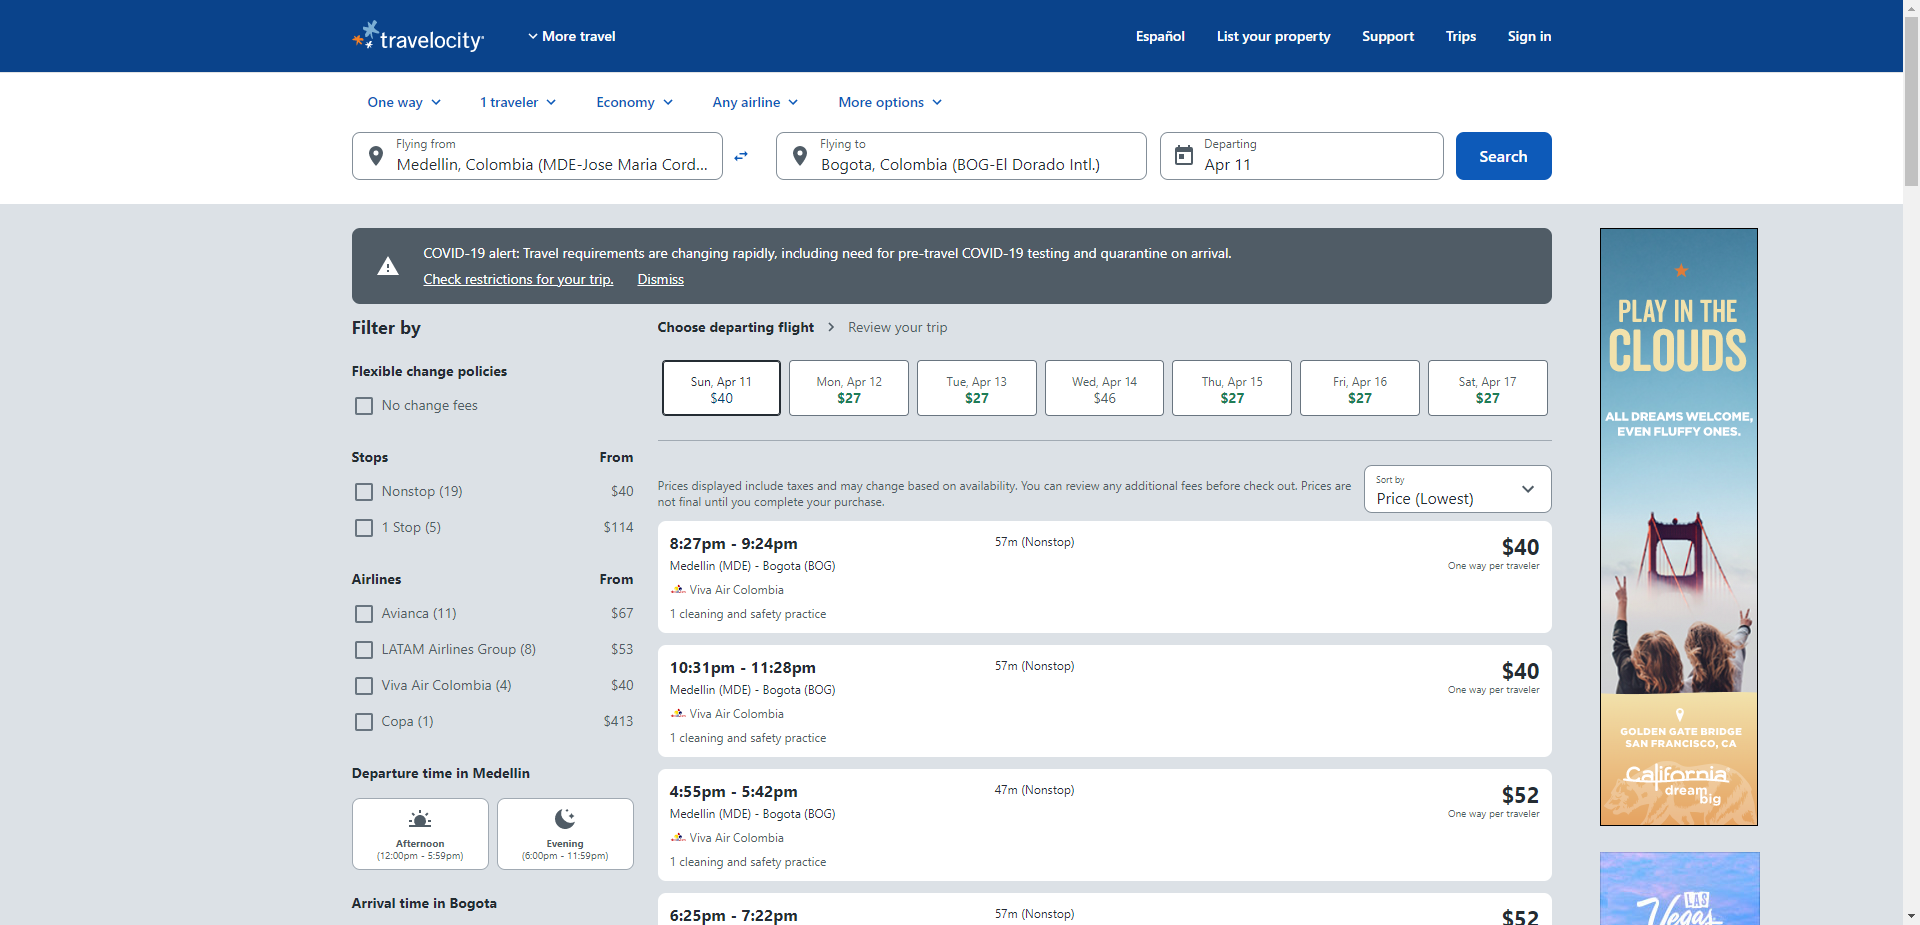 travelocity
More travel
Español
List your property
Support
Trips
Sign in
One way
1 traveler
Economy
Any airline
More options
Flying from
Medellin, Colombia (MDE-Jose Maria Cord...
Flying to
Bogota, Colombia (BOG-El Dorado Intl.)
Departing
Apr 11
Search
COVID-19 alert: Travel requirements are changing rapidly, including need for pre-travel COVID-19 testing and quarantine on arrival.
Check restrictions for your trip.
Dismiss
Filter by
Flexible change policies
No change fees
Stops From
Nonstop (19) $40
1 Stop (5) $114
Airlines From
Avianca (11) $67
LATAM Airlines Group (8) $53
Viva Air Colombia (4) $40
Copa (1) $413
Departure time in Medellin
Afternoon
(12:00pm - 5:59pm)
Evening
(6:00pm - 11:59pm)
Arrival time in Bogota
Choose departing flight
Review your trip
Sun, Apr 11
$40
Mon, Apr 12
$27
Tue, Apr 13
$27
Wed, Apr 14
$46
Thu, Apr 15
$27
Fri, Apr 16
$27
Sat, Apr 17
$27
Prices displayed include taxes and may change based on availability. You can review any additional fees before check out. Prices are
not final until you complete your purchase.
Sort by
Price (Lowest)
8:27pm - 9:24pm
57m (Nonstop)
$40
Medellin (MDE) - Bogota (BOG)
One way per traveler
Viva Air Colombia
1 cleaning and safety practice
10:31pm - 11:28pm
57m (Nonstop)
$40
Medellin (MDE) - Bogota (BOG)
One way per traveler
Viva Air Colombia
1 cleaning and safety practice
4:55pm - 5:42pm
47m (Nonstop)
$52
Medellin (MDE) - Bogota (BOG)
One way per traveler
Viva Air Colombia
1 cleaning and safety practice
6:25pm - 7:22pm
57m (Nonstop)
$52
PLAY IN THE
CLOUDS
ALL DREAMS WELCOME,
EVEN FLUFFY ONES.
GOLDEN GATE BRIDGE
SAN FRANCISCO, CA
California
dream
big
LAS
Vegas